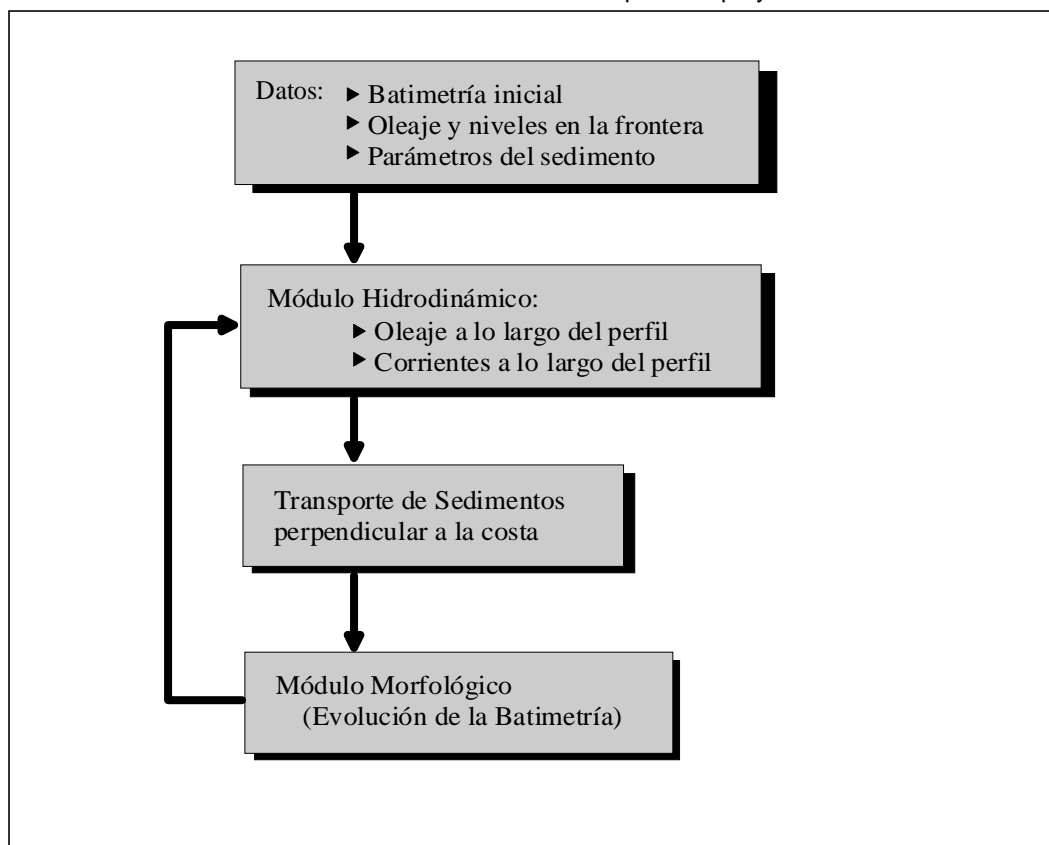 Datos:
Batimetría inicial
Oleaje y niveles en la frontera
Parámetros del sedimento
Módulo Hidrodinámico:
Oleaje a lo largo del perfil
Corrientes a lo largo del perfil
Transporte de Sedimentos
perpendicular a la costa
Módulo Morfológico
(Evolución de la Batimetría)